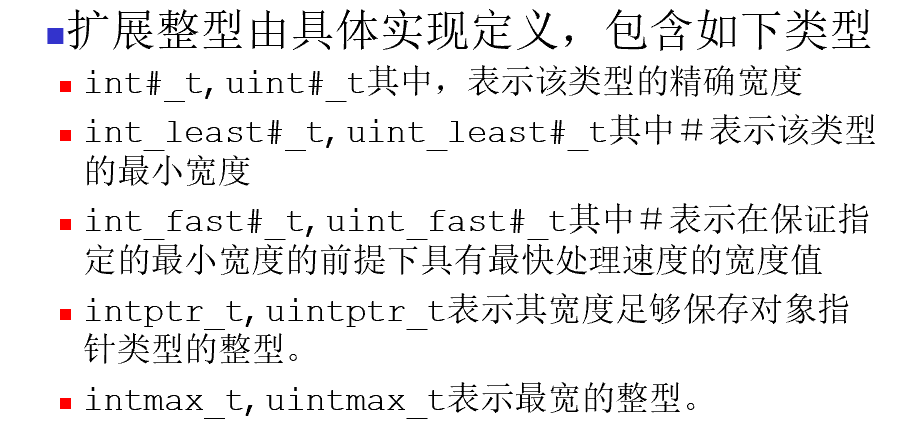 扩展整型由具体实现定义，包含如下类型
int#_t,uint#_t其中，表示该类型的精确宽度
int_least#_t,uint_least#_t其中＃表示该类型
的最小宽度
int_fast#_t,uint_fast#_t其中＃表示在保证指
定的最小宽度的前提下具有最快处理速度的宽度值
intptr_t,uintptr_t表示其宽度足够保存对象指
针类型的整型。
intmax_t,uintmax_t表示最宽的整型。